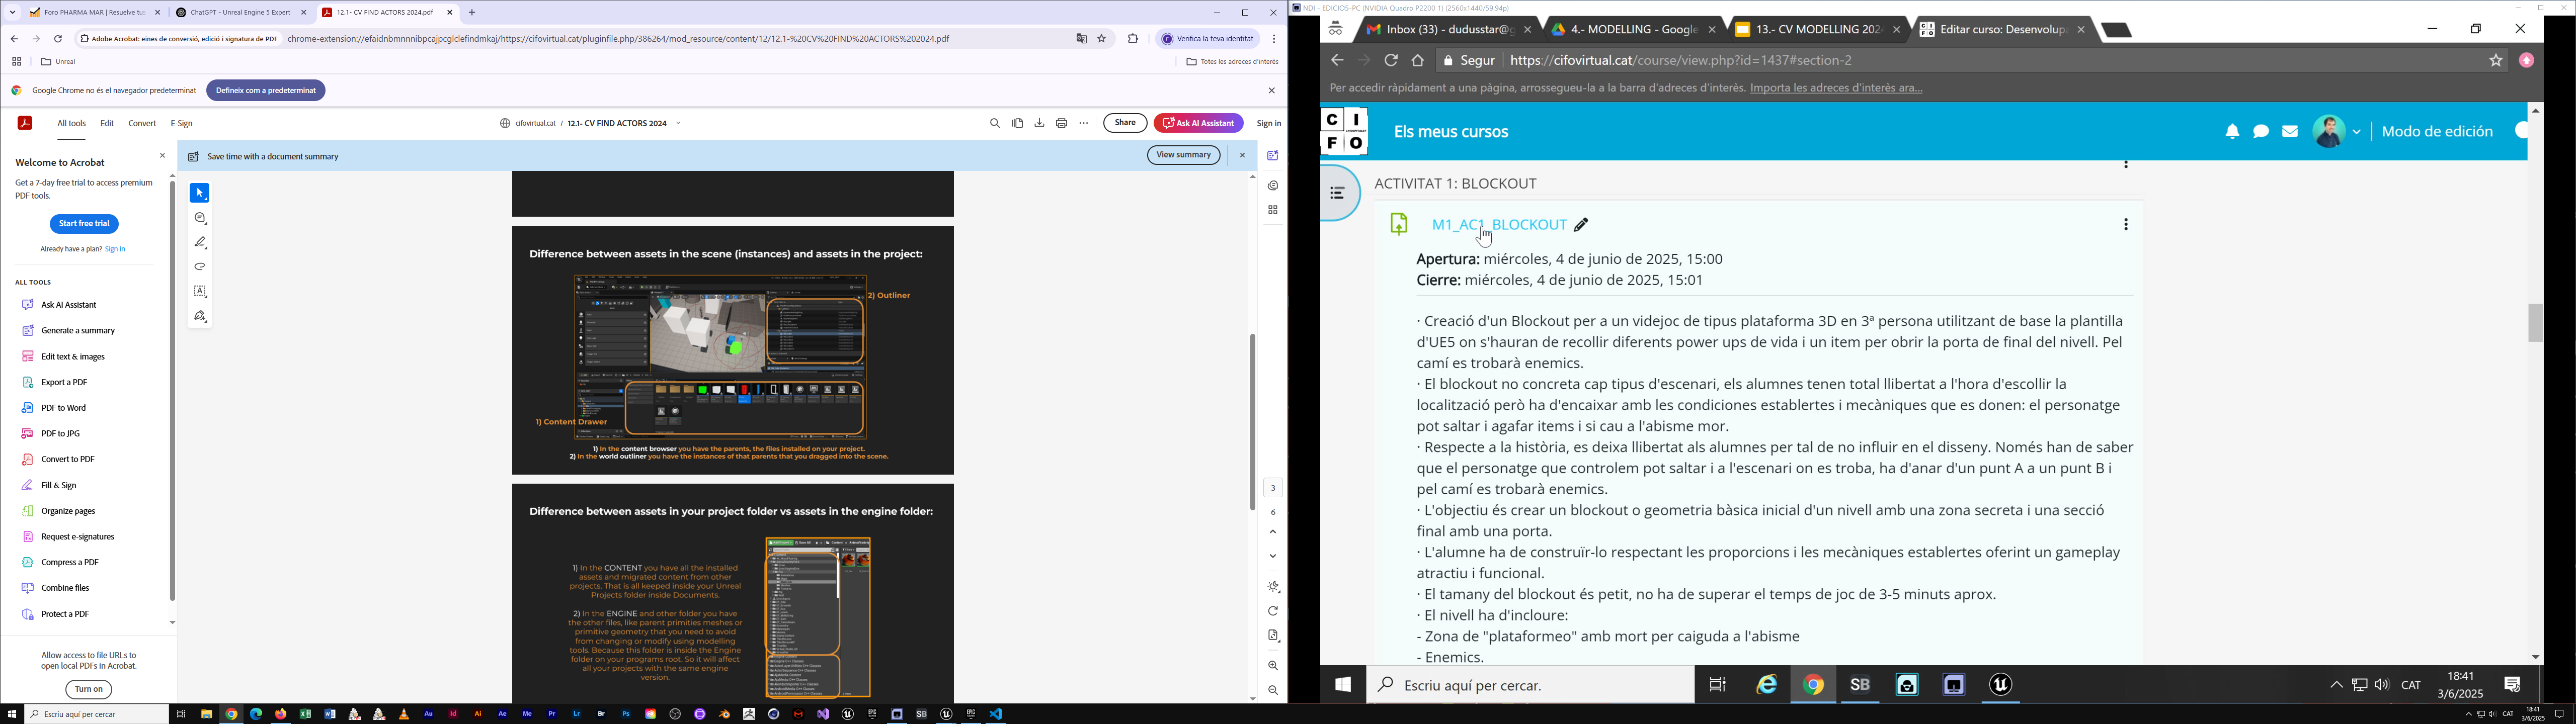 Foro PHARMA MAR | Resuelve tus
ChatGPT - Unreal Engine 5 Expert
12.1- CV FIND ACTORS 2024.pdf
Adobe Acrobat: eines de conversió, edició i signatura de PDF
chrome-extension://efaidnbmnnnibpcajpcglclefindmkaj/https://cifovirtual.cat/pluginfile.php/386264/mod_resource/content/12/12.1-%20CV%20FIND%20ACTORS%202024.pdf
Verifica la teva identitat
Unreal
Totes les adreces d'interès
Google Chrome no és el navegador predeterminat
Defineix com a predeterminat
All tools
Edit
Convert
E-Sign
cifovirtual.cat / 12.1- CV FIND ACTORS 2024
Share
Ask AI Assistant
Sign in
Welcome to Acrobat
Get a 7-day free trial to access premium
PDF tools.
Start free trial
Already have a plan? Sign in
ALL TOOLS
Ask AI Assistant
Generate a summary
Edit text & images
Export a PDF
PDF to Word
PDF to JPG
Convert to PDF
Fill & Sign
Organize pages
Request e-signatures
Compress a PDF
Combine files
Protect a PDF
Allow access to file URLs to
open local PDFs in Acrobat.
Turn on
Save time with a document summary
View summary
Difference between assets in the scene (instances) and assets in the project:
2) Outliner
1) Content Drawer
1) In the content browser you have the parents, the files installed on your project.
2) In the world outliner you have the instances of that parents that you dragged into the scene.
Difference between assets in your project folder vs assets in the engine folder:
1) In the CONTENT you have all the installed
assets and migrated content from other
projects. That is all keeped inside your Unreal
Projects folder inside Documents.
2) In the ENGINE and other folder you have
the other files, like parent primities meshes or
primitive geometry that you need to avoid
from changing or modify using modelling
tools. Because this folder is inside the Engine
folder on your programs root. So it will affect
all your projects with the same engine
version.
3
6
Escriu aquí per cercar
CAT
18:41
3/6/2025
NDI - EDICIOS-PC (NVIDIA Quadro P2200 1) (2560x1440/59.94p)
Inbox (33) - dudusstar@g
4.- MODELLING - Google
13.- CV MODELLING 202
Editar curso: Desenvolup
Segur
https://cifovirtual.cat/course/view.php?id=1437#section-2
Per accedir ràpidament a una pàgina, arrossegueu-la a la barra d'adreces d'interès. Importa les adreces d'interès ara...
CI
FO
Els meus cursos
Modo de edición
ACTIVITAT 1: BLOCKOUT
M1_AC1_BLOCKOUT
Apertura: miércoles, 4 de junio de 2025, 15:00
Cierre: miércoles, 4 de junio de 2025, 15:01
· Creació d'un Blockout per a un videjoc de tipus plataforma 3D en 3ª persona utilitzant de base la plantilla
d'UE5 on s'hauran de recollir diferents power ups de vida i un item per obrir la porta de final del nivell. Pel
camí es trobarà enemics.
· El blockout no concreta cap tipus d'escenari, els alumnes tenen total llibertat a l'hora d'escollir la
localització però ha d'encaixar amb les condiciones establertes i mecàniques que es donen: el personatge
pot saltar i agafar items i si cau a l'abisme mor.
· Respecte a la història, es deixa llibertat als alumnes per tal de no influir en el disseny. Només han de saber
que el personatge que controlem pot saltar i a l'escenari on es troba, ha d'anar d'un punt A a un punt B i
pel camí es trobarà enemics.
· L'objectiu és crear un blockout o geometria bàsica inicial d'un nivell amb una zona secreta i una secció
final amb una porta.
· L'alumne ha de construïr-lo respectant les proporcions i les mecàniques establertes oferint un gameplay
atractiu i funcional.
· El tamany del blockout és petit, no ha de superar el temps de joc de 3-5 minuts aprox.
· El nivell ha d'incloure:
- Zona de "plataformeo" amb mort per caiguda a l'abisme
- Enemics.
Escriu aquí per cercar.
CAT
18:41
3/6/2025